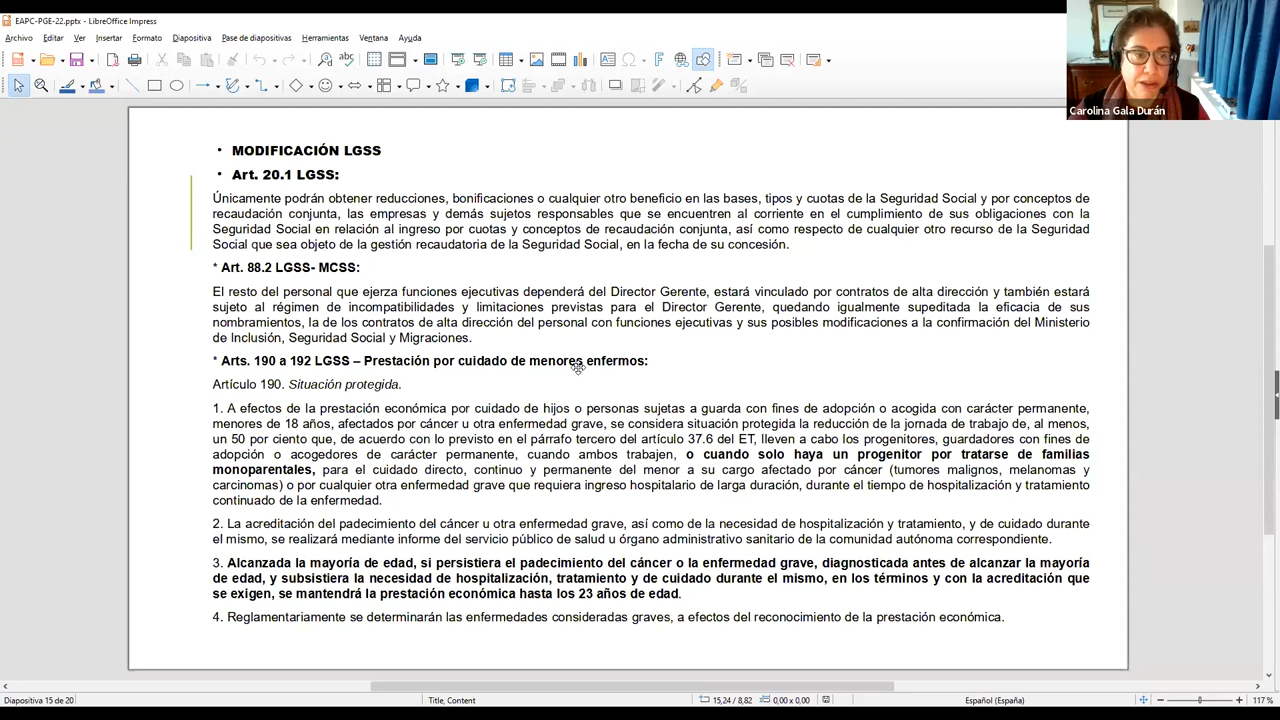 EAPC-PGE-22.pptx - LibreOffice Impress
Archivo Editar Ver Insertar Formato Diapositiva Pase de diapositivas Herramientas Ventana Ayuda
Carolina Gala Durán
• MODIFICACIÓN LGSS
• Art. 20.1 LGSS:
Únicamente podrán obtener reducciones, bonificaciones o cualquier otro beneficio en las bases, tipos y cuotas de la Seguridad Social y por conceptos de
recaudación conjunta, las empresas y demás sujetos responsables que se encuentren al corriente en el cumplimiento de sus obligaciones con la
Seguridad Social en relación al ingreso por cuotas y conceptos de recaudación conjunta, así como respecto de cualquier otro recurso de la Seguridad
Social que sea objeto de la gestión recaudatoria de la Seguridad Social, en la fecha de su concesión.
* Art. 88.2 LGSS- MCSS:
El resto del personal que ejerza funciones ejecutivas dependerá del Director Gerente, estará vinculado por contratos de alta dirección y también estará
sujeto al régimen de incompatibilidades y limitaciones previstas para el Director Gerente, quedando igualmente supeditada la eficacia de sus
nombramientos, la de los contratos de alta dirección del personal con funciones ejecutivas y sus posibles modificaciones a la confirmación del Ministerio
de Inclusión, Seguridad Social y Migraciones.
* Arts. 190 a 192 LGSS – Prestación por cuidado de menores enfermos:
Artículo 190. Situación protegida.
1. A efectos de la prestación económica por cuidado de hijos o personas sujetas a guarda con fines de adopción o acogida con carácter permanente,
menores de 18 años, afectados por cáncer u otra enfermedad grave, se considera situación protegida la reducción de la jornada de trabajo de, al menos,
un 50 por ciento que, de acuerdo con lo previsto en el párrafo tercero del artículo 37.6 del ET, lleven a cabo los progenitores, guardadores con fines de
adopción o acogedores de carácter permanente, cuando ambos trabajen, o cuando solo haya un progenitor por tratarse de familias
monoparentales, para el cuidado directo, continuo y permanente del menor a su cargo afectado por cáncer (tumores malignos, melanomas y
carcinomas) o por cualquier otra enfermedad grave que requiera ingreso hospitalario de larga duración, durante el tiempo de hospitalización y tratamiento
continuado de la enfermedad.
2. La acreditación del padecimiento del cáncer u otra enfermedad grave, así como de la necesidad de hospitalización y tratamiento, y de cuidado durante
el mismo, se realizará mediante informe del servicio público de salud u órgano administrativo sanitario de la comunidad autónoma correspondiente.
3. Alcanzada la mayoría de edad, si persistiera el padecimiento del cáncer o la enfermedad grave, diagnosticada antes de alcanzar la mayoría
de edad, y subsistiera la necesidad de hospitalización, tratamiento y de cuidado durante el mismo, en los términos y con la acreditación que
se exigen, se mantendrá la prestación económica hasta los 23 años de edad.
4. Reglamentariamente se determinarán las enfermedades consideradas graves, a efectos del reconocimiento de la prestación económica.
Diapositiva 15 de 20 Title, Content 15,24 / 8,82 0,00 x 0,00 Español (España) 117 %